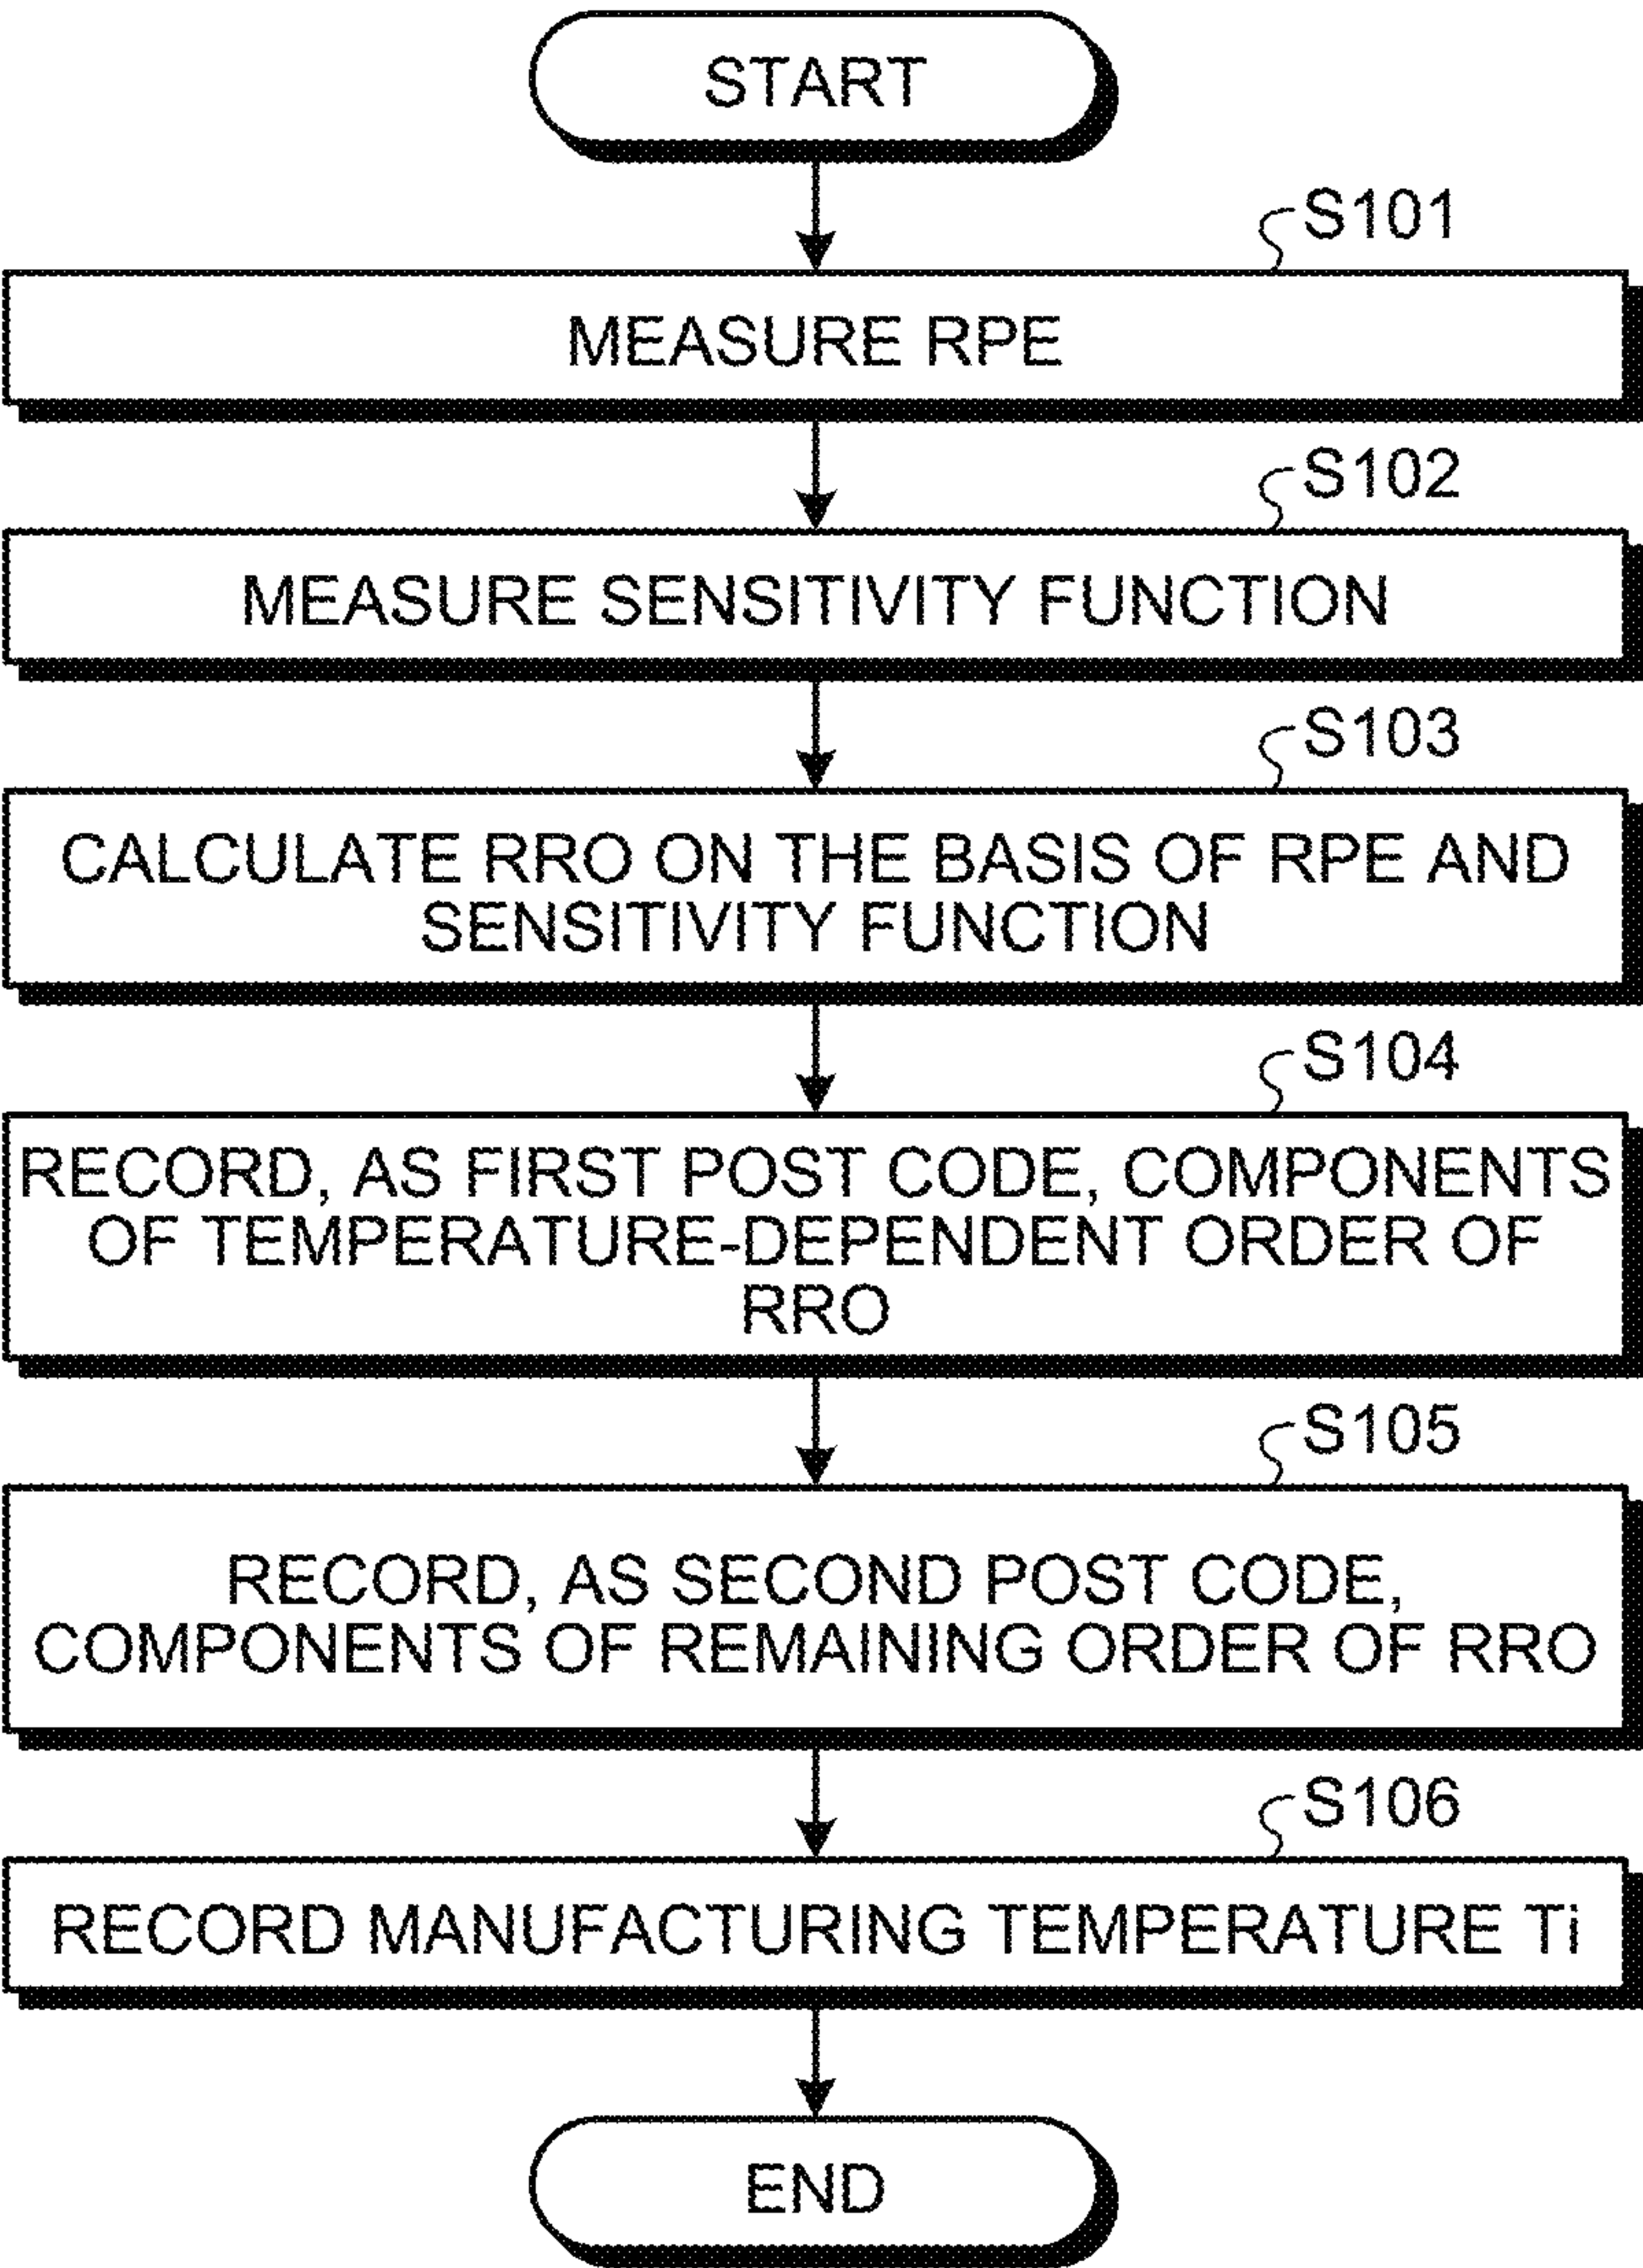 START
S101
MEASURE RPE
S102
MEASURE SENSITIVITY FUNCTION
S103
CALCULATE RRO ON THE BASIS OF RPE AND
SENSITIVITY FUNCTION
S104
RECORD, AS FIRST POST CODE, COMPONENTS
OF TEMPERATURE-DEPENDENT ORDER OF
RRO
S105
RECORD, AS SECOND POST CODE,
COMPONENTS OF REMAINING ORDER OF RRO
S106
RECORD MANUFACTURING TEMPERATURE Ti
END